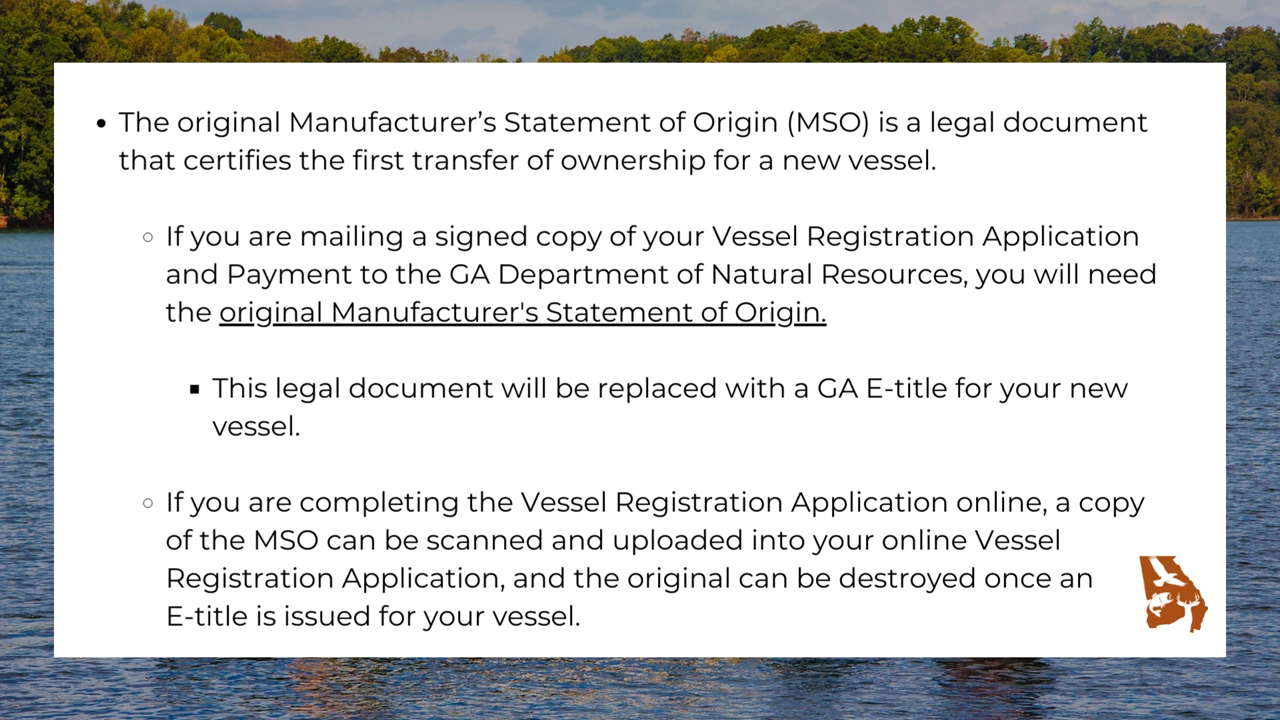 • The original Manufacturer’s Statement of Origin (MSO) is a legal document
that certifies the first transfer of ownership for a new vessel.
◦ If you are mailing a signed copy of your Vessel Registration Application
and Payment to the GA Department of Natural Resources, you will need
the original Manufacturer's Statement of Origin.
▪ This legal document will be replaced with a GA E-title for your new
vessel.
◦ If you are completing the Vessel Registration Application online, a copy
of the MSO can be scanned and uploaded into your online Vessel
Registration Application, and the original can be destroyed once an
E-title is issued for your vessel.